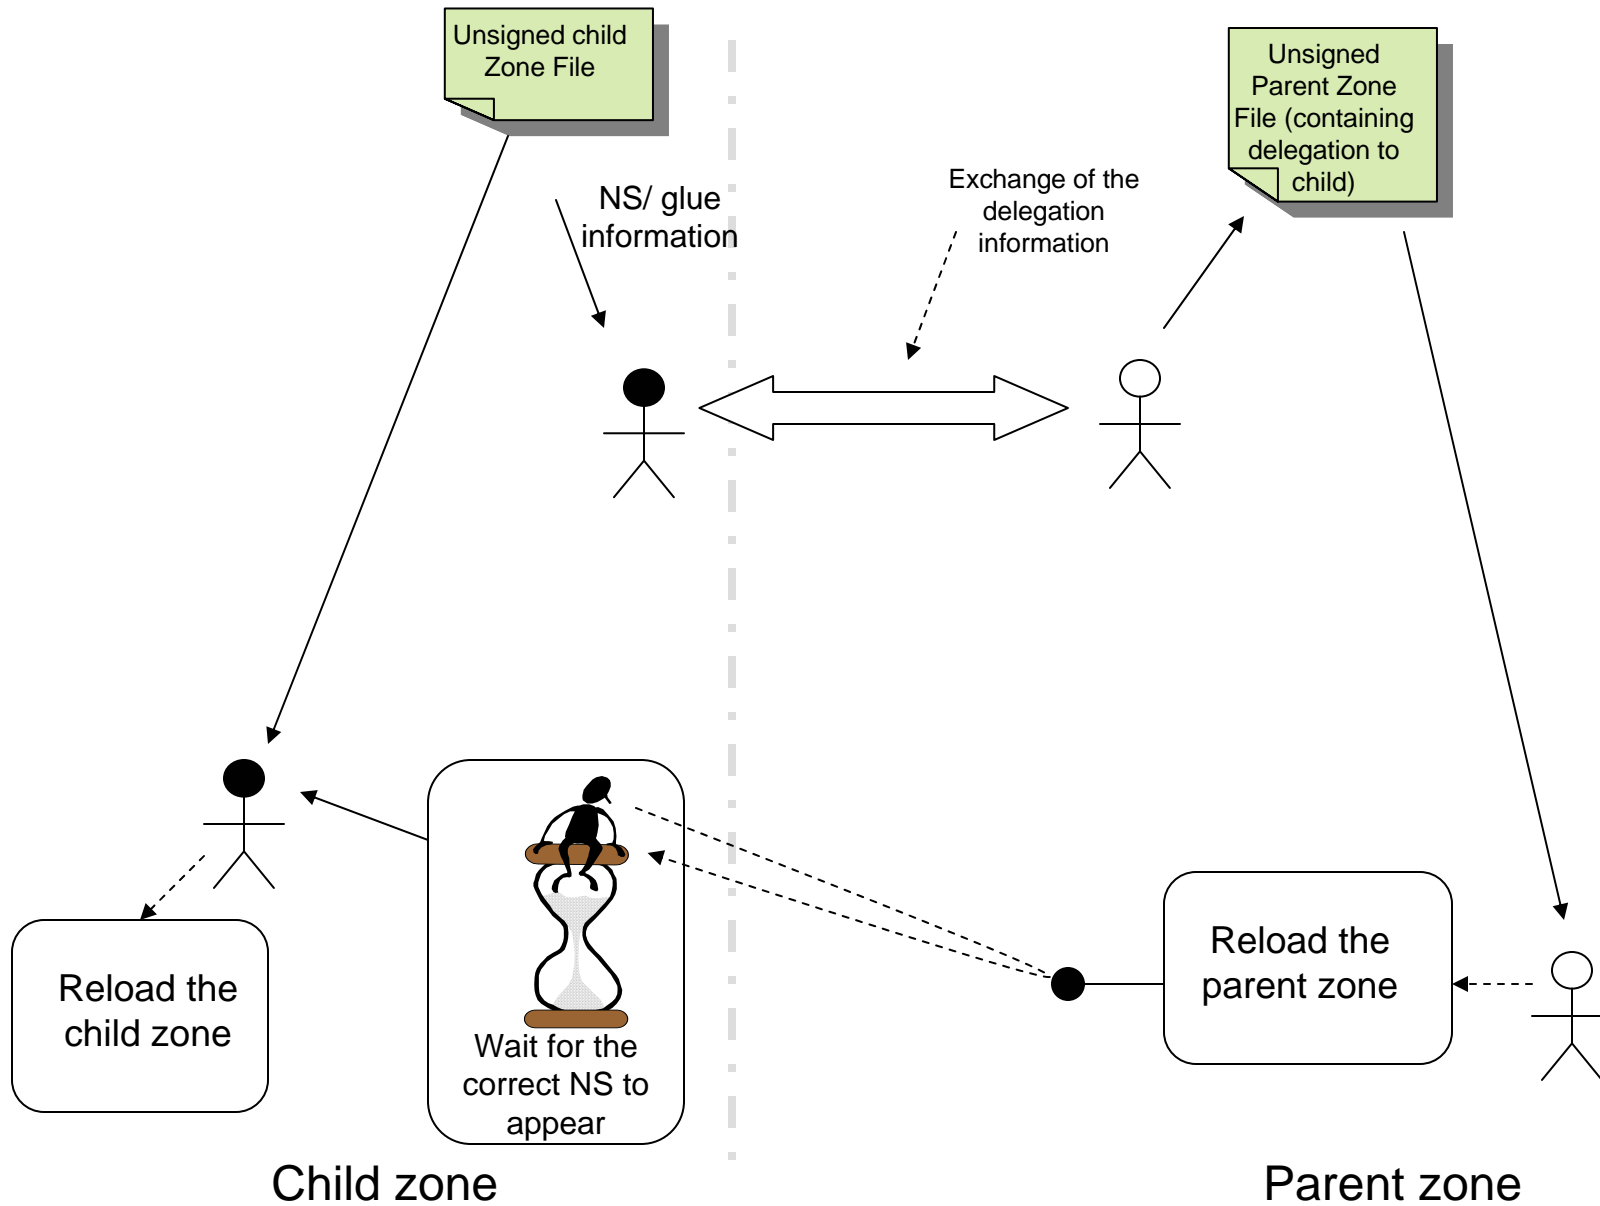 Unsigned child
Zone File
Unsigned
Parent Zone
File (containing
delegation to
child)
NS/ glue
information
Exchange of the
delegation
information
Reload the
child zone
Wait for the
correct NS to
appear
Reload the
parent zone
Child zone
Parent zone